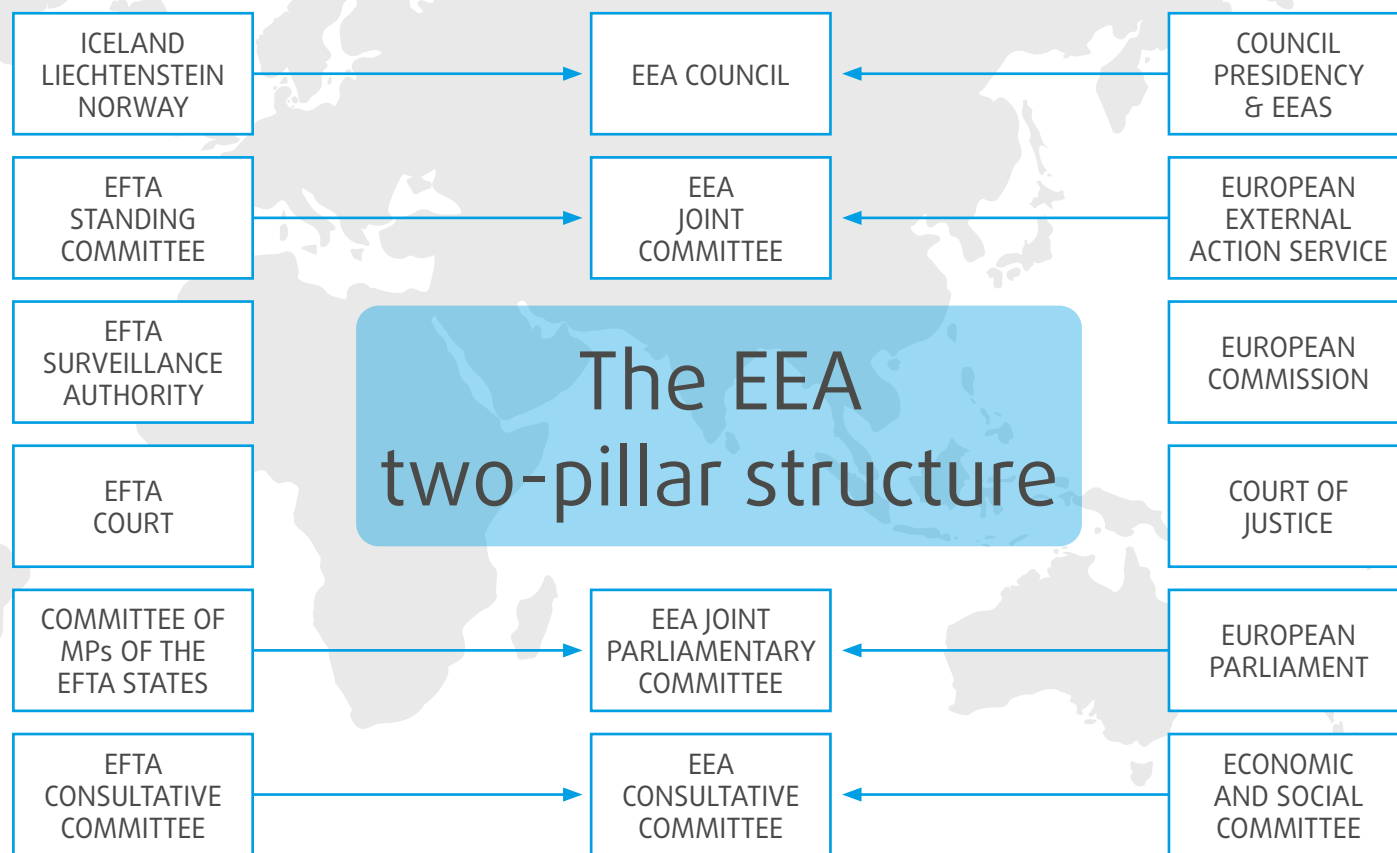 ICELAND
LIECHTENSTEIN
NORWAY
EEA COUNCIL
COUNCIL
PRESIDENCY
& EEAS
EFTA
STANDING
COMMITTEE
EEA
JOINT
COMMITTEE
EUROPEAN
EXTERNAL
ACTION SERVICE
EFTA
SURVEILLANCE
AUTHORITY
The EEA
two-pillar structure
EUROPEAN
COMMISSION
EFTA
COURT
COURT OF
JUSTICE
COMMITTEE OF
MPs OF THE
EFTA STATES
EEA JOINT
PARLIAMENTARY
COMMITTEE
EUROPEAN
PARLIAMENT
EFTA
CONSULTATIVE
COMMITTEE
EEA
CONSULTATIVE
COMMITTEE
ECONOMIC
AND SOCIAL
COMMITTEE